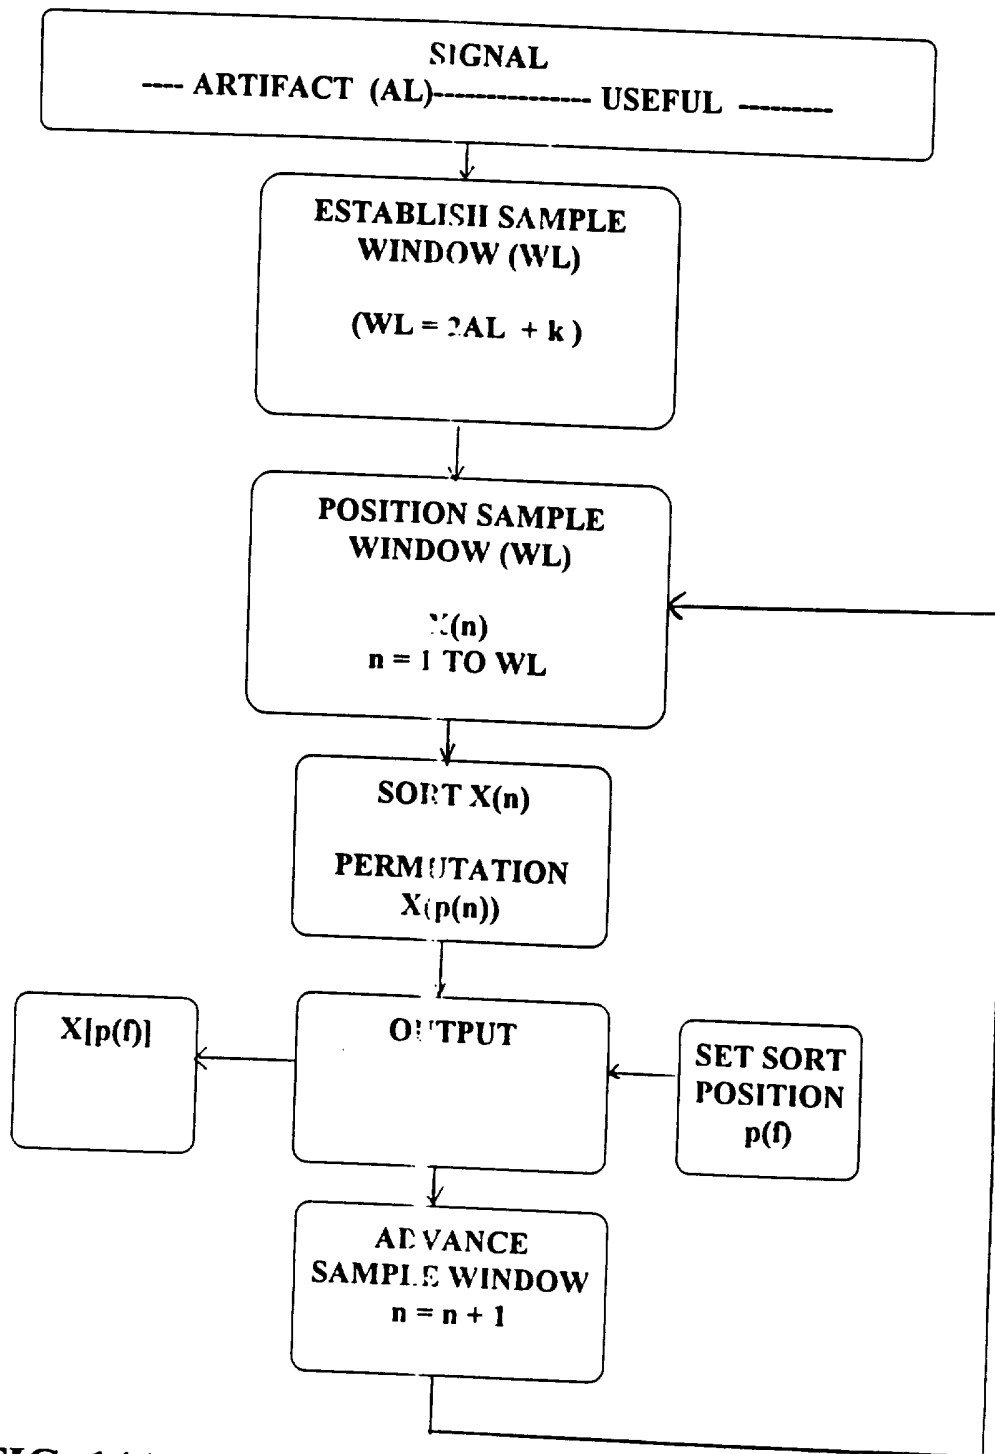 SIGNAL
---- ARTIFACT (AL)--------------- USEFUL ---------
ESTABLISH SAMPLE
WINDOW (WL)
(WL = 2AL + k )
POSITION SAMPLE
WINDOW (WL)
X(n)
n = 1 TO WL
SORT X(n)
PERMUTATION
X(p(n))
X[p(f)]
OUTPUT
SET SORT
POSITION
p(f)
ADVANCE
SAMPLE WINDOW
n = n + 1